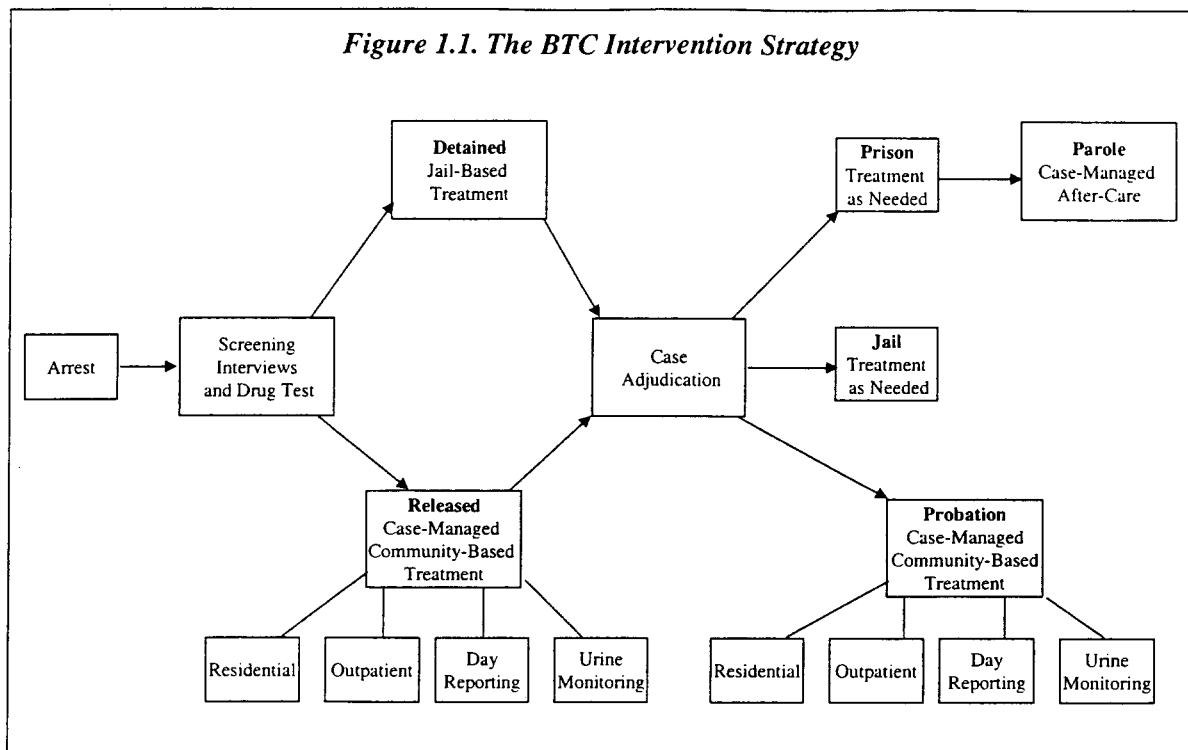 Figure 1.1. The BTC Intervention Strategy
Detained
Jail-Based
Treatment
Prison
Treatment
as Needed
Parole
Case-Managed
After-Care
Arrest
Screening
Interviews
and Drug Test
Case
Adjudication
Jail
Treatment
as Needed
Released
Case-Managed
Community-Based
Treatment
Probation
Case-Managed
Community-Based
Treatment
Residential
Outpatient
Day
Reporting
Urine
Monitoring
Residential
Outpatient
Day
Reporting
Urine
Monitoring